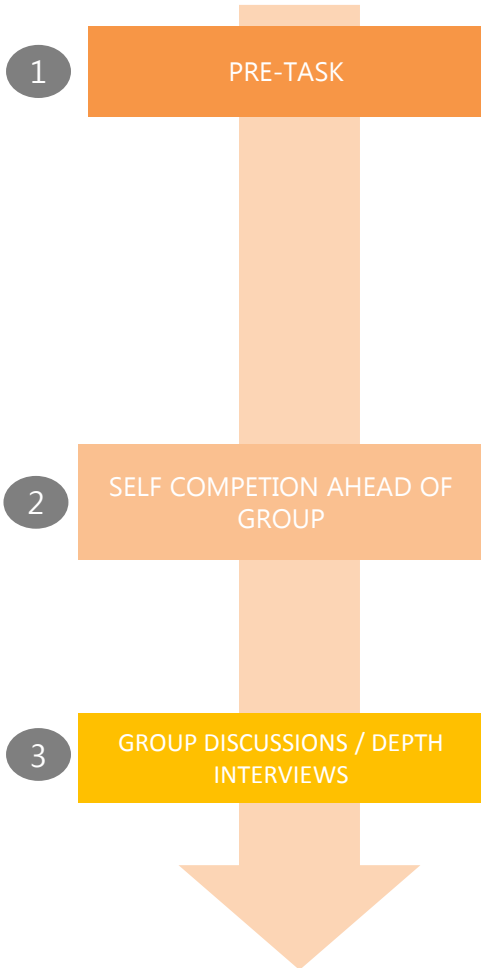 1
PRE-TASK
2
SELF COMPETION AHEAD OF
GROUP
3
GROUP DISCUSSIONS / DEPTH
INTERVIEWS